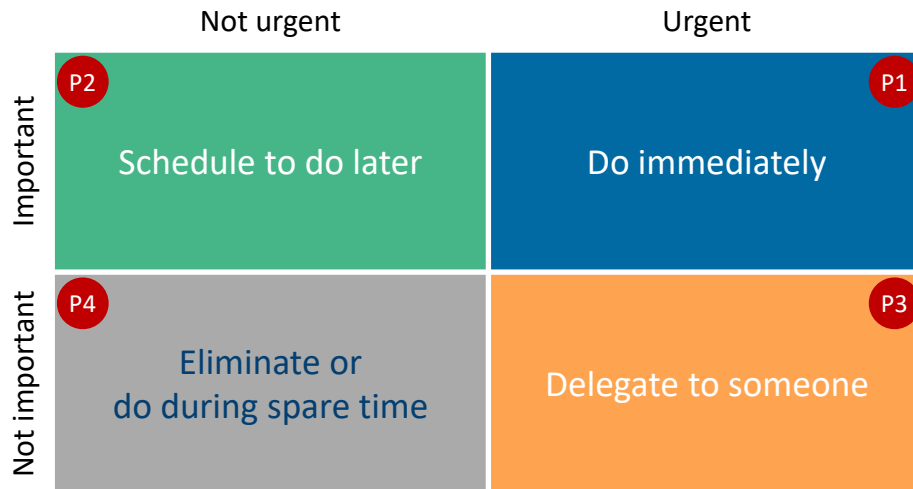 Not urgent
Urgent
Important
P2
Schedule to do later
P1
Do immediately
Not important
P4
Eliminate or
do during spare time
P3
Delegate to someone